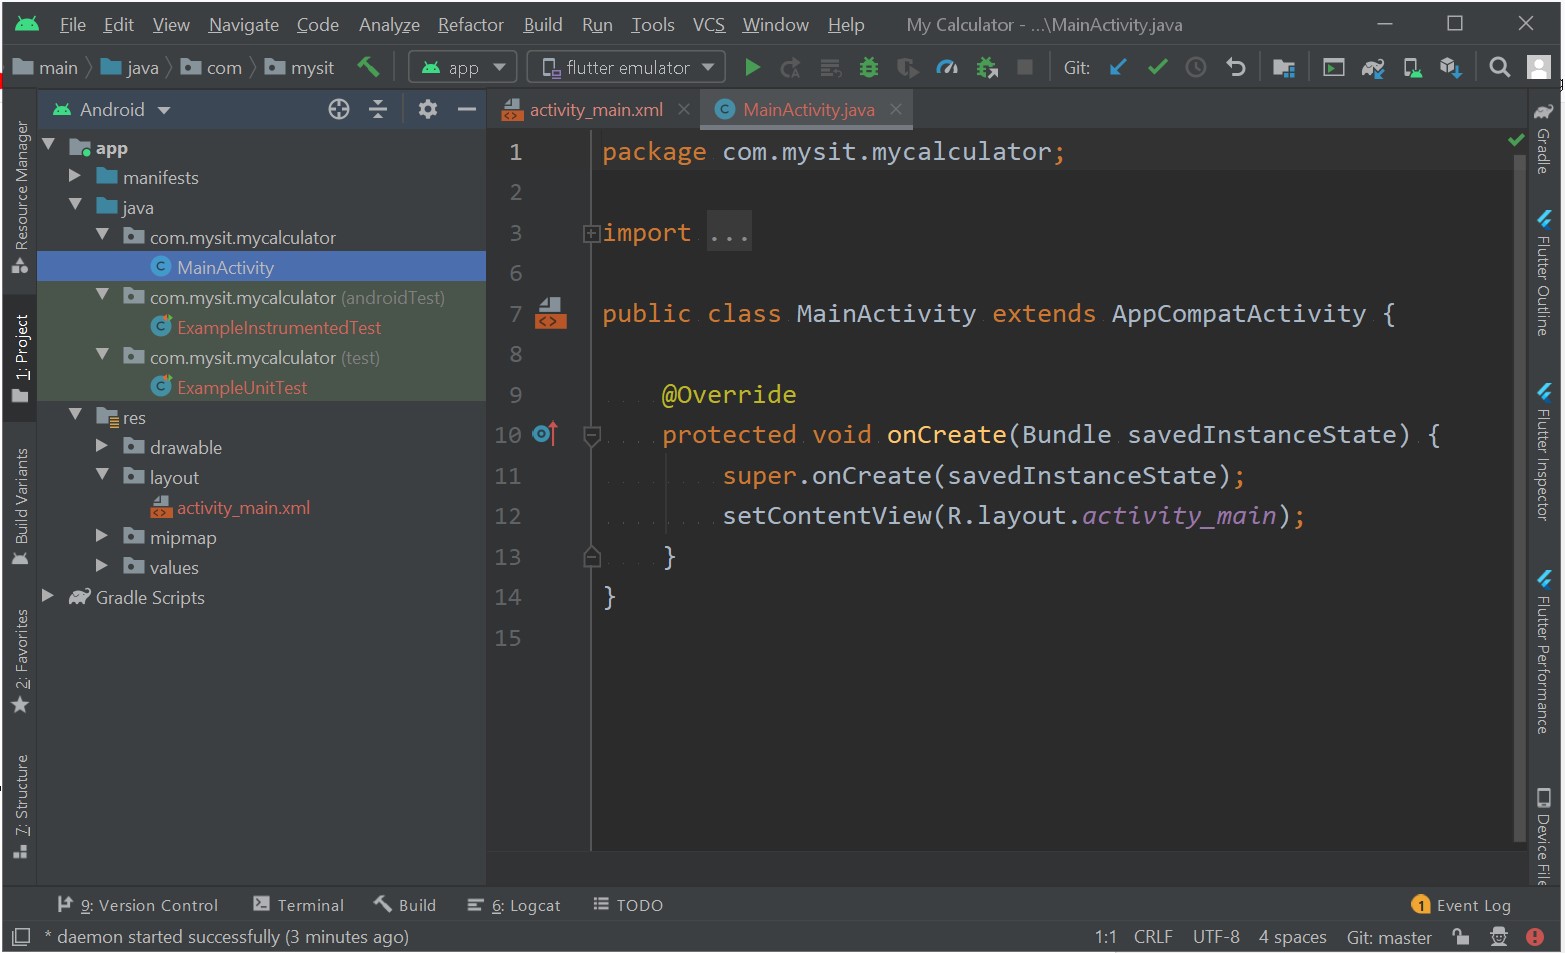 File Edit View Navigate Code Analyze Refactor Build Run Tools VCS Window Help My Calculator - ...\MainActivity.java
main java com mysit app flutter emulator Git:
Resource Manager
1: Project
Build Variants
2: Favorites
7: Structure
Android
app
manifests
java
com.mysit.mycalculator
MainActivity
com.mysit.mycalculator (androidTest)
ExampleInstrumentedTest
com.mysit.mycalculator (test)
ExampleUnitTest
res
drawable
layout
activity_main.xml
mipmap
values
Gradle Scripts
activity_main.xml MainActivity.java
1 package com.mysit.mycalculator;
2
3 import ...
6
7 public class MainActivity extends AppCompatActivity {
8
9 @Override
10 protected void onCreate(Bundle savedInstanceState) {
11 super.onCreate(savedInstanceState);
12 setContentView(R.layout.activity_main);
13 }
14 }
15
Gradle
Flutter Outline
Flutter Inspector
Flutter Performance
Device File
9: Version Control Terminal Build 6: Logcat TODO 1 Event Log
* daemon started successfully (3 minutes ago) 1:1 CRLF UTF-8 4 spaces Git: master